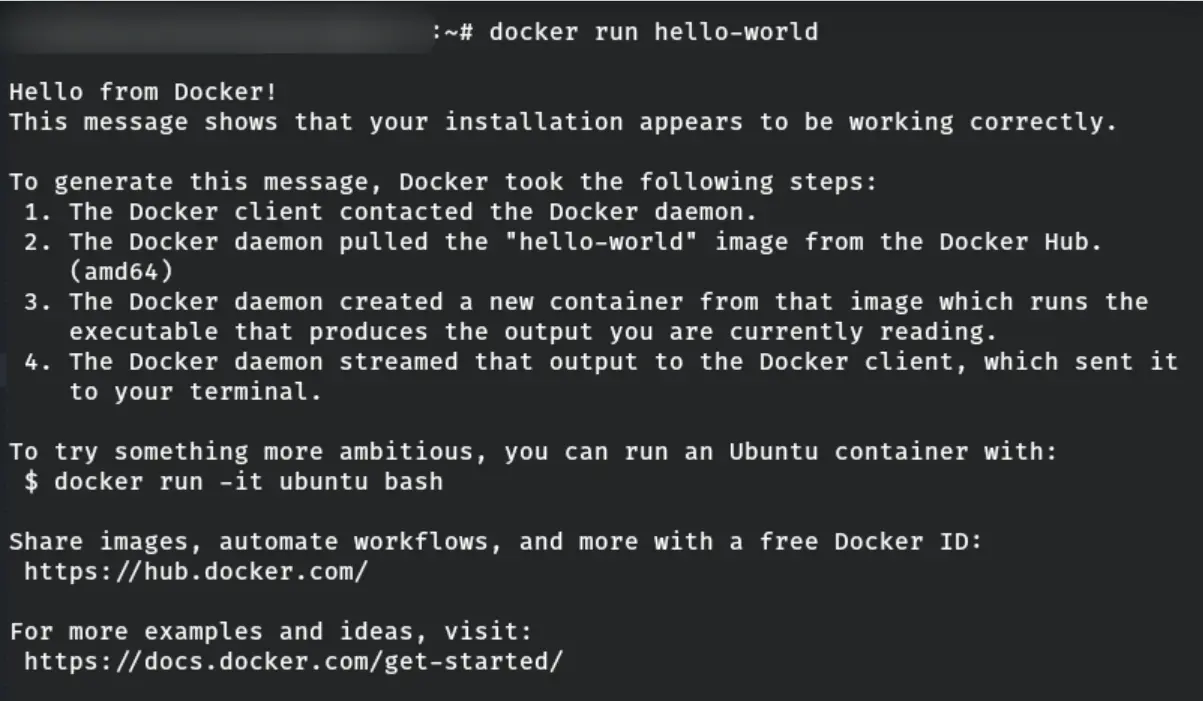 :~# docker run hello-world
Hello from Docker!
This message shows that your installation appears to be working correctly.
To generate this message, Docker took the following steps:
1. The Docker client contacted the Docker daemon.
2. The Docker daemon pulled the "hello-world" image from the Docker Hub.
(amd64)
3. The Docker daemon created a new container from that image which runs the
executable that produces the output you are currently reading.
4. The Docker daemon streamed that output to the Docker client, which sent it
to your terminal.
To try something more ambitious, you can run an Ubuntu container with:
$ docker run -it ubuntu bash
Share images, automate workflows, and more with a free Docker ID:
https://hub.docker.com/
For more examples and ideas, visit:
https://docs.docker.com/get-started/